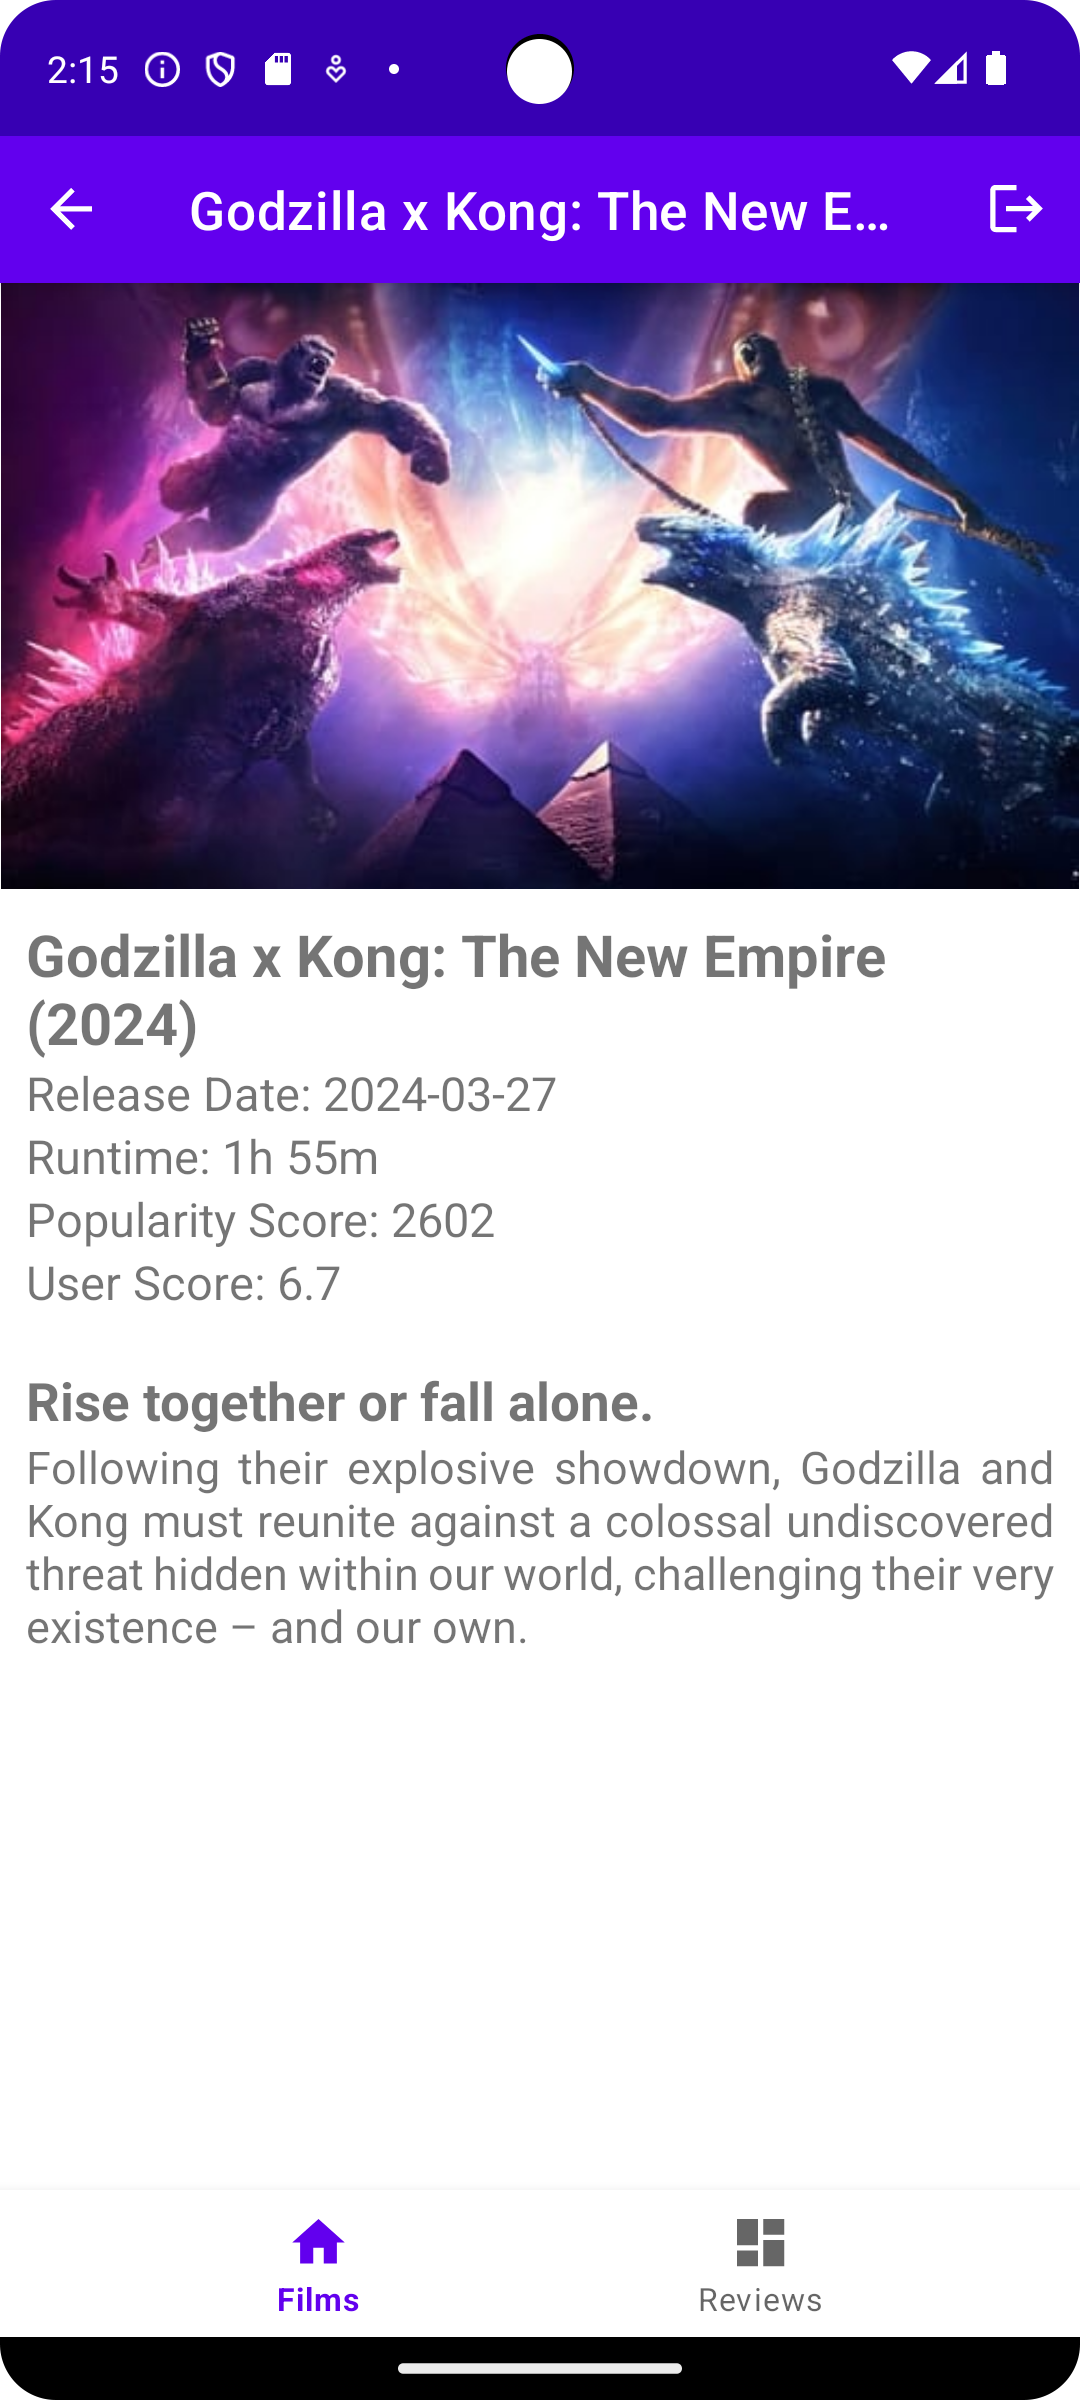 2:15
Godzilla x Kong: The New E...
Godzilla x Kong: The New Empire
(2024)
Release Date: 2024-03-27
Runtime: 1h 55m
Popularity Score: 2602
User Score: 6.7
Rise together or fall alone.
Following their explosive showdown, Godzilla and
Kong must reunite against a colossal undiscovered
threat hidden within our world, challenging their very
existence – and our own.
Films
Reviews